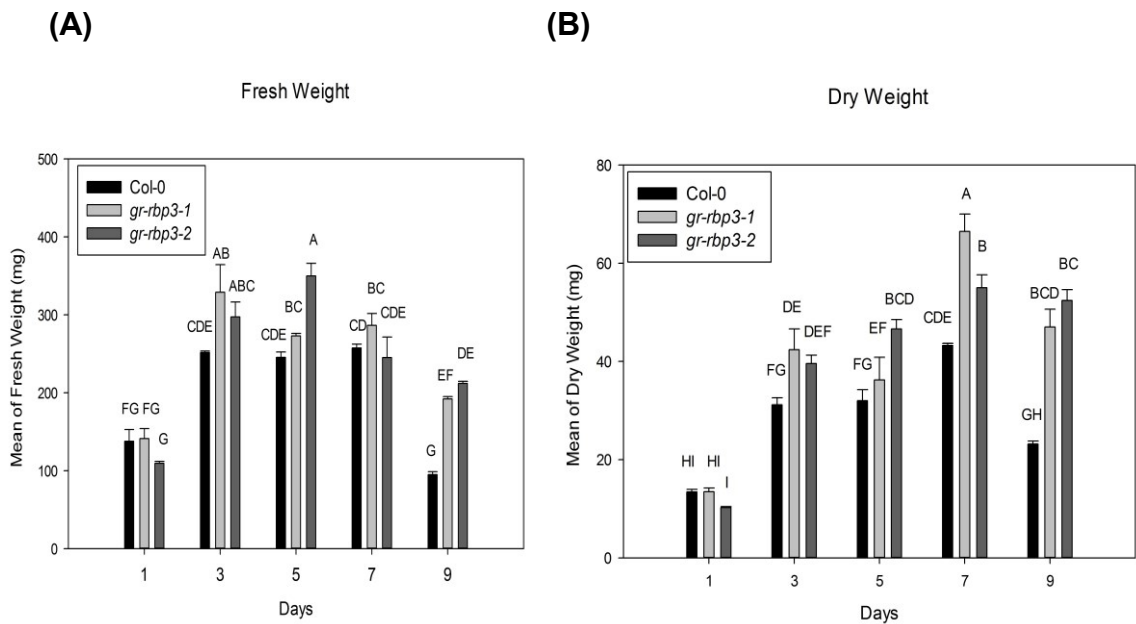 (A)
Fresh Weight
Mean of Fresh Weight (mg)
500
400
300
200
100
0
Col-0
gr-rbp3-1
gr-rbp3-2
FG FG G
CDE AB ABC
CDE BC A
CD BC CDE
G EF DE
1 3 5 7 9
Days
(B)
Dry Weight
Mean of Dry Weight (mg)
80
60
40
20
0
Col-0
gr-rbp3-1
gr-rbp3-2
HI HI I
FG DE DEF
FG EF BCD
CDE A B
GH BCD BC
1 3 5 7 9
Days